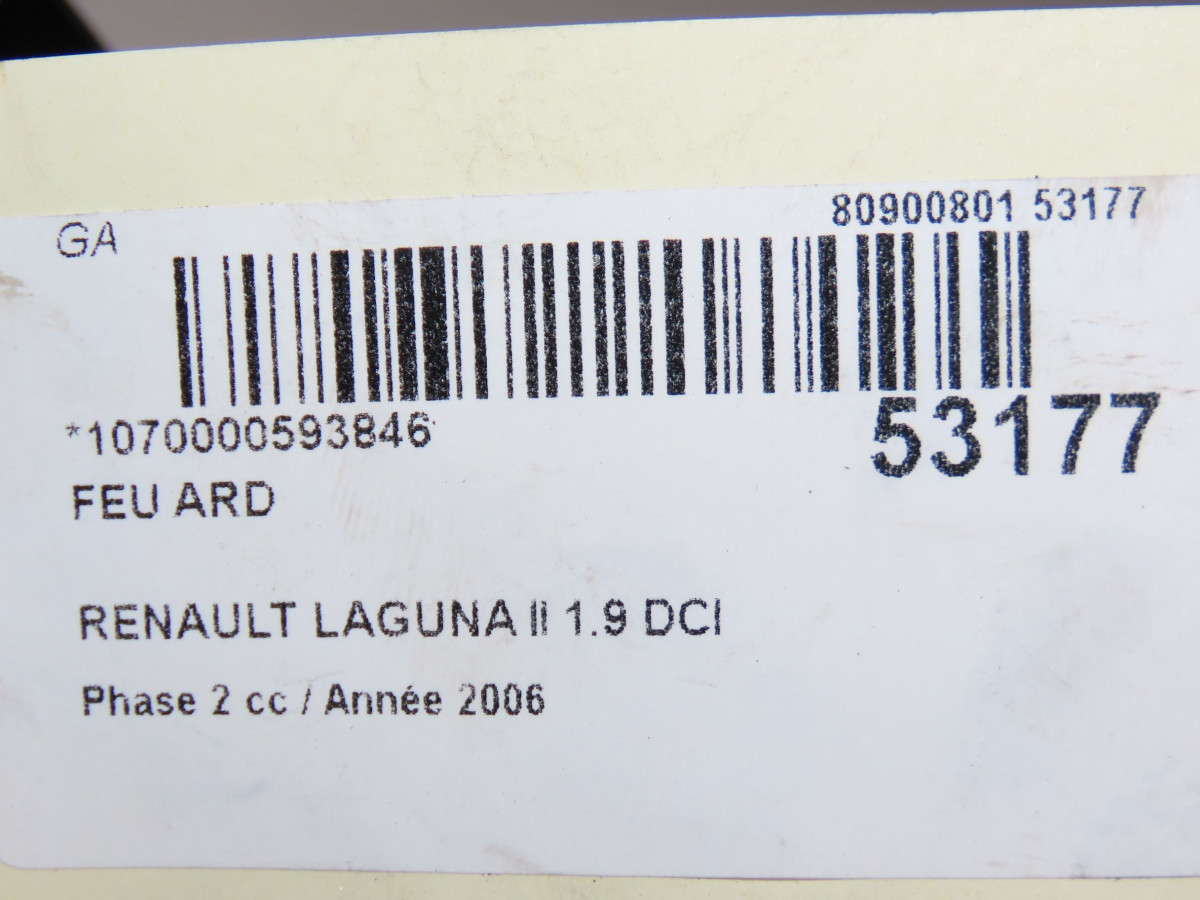 GA
80900801 53177
*1070000593846*
53177
FEU ARD
RENAULT LAGUNA II 1.9 DCI
Phase 2 cc / Année 2006